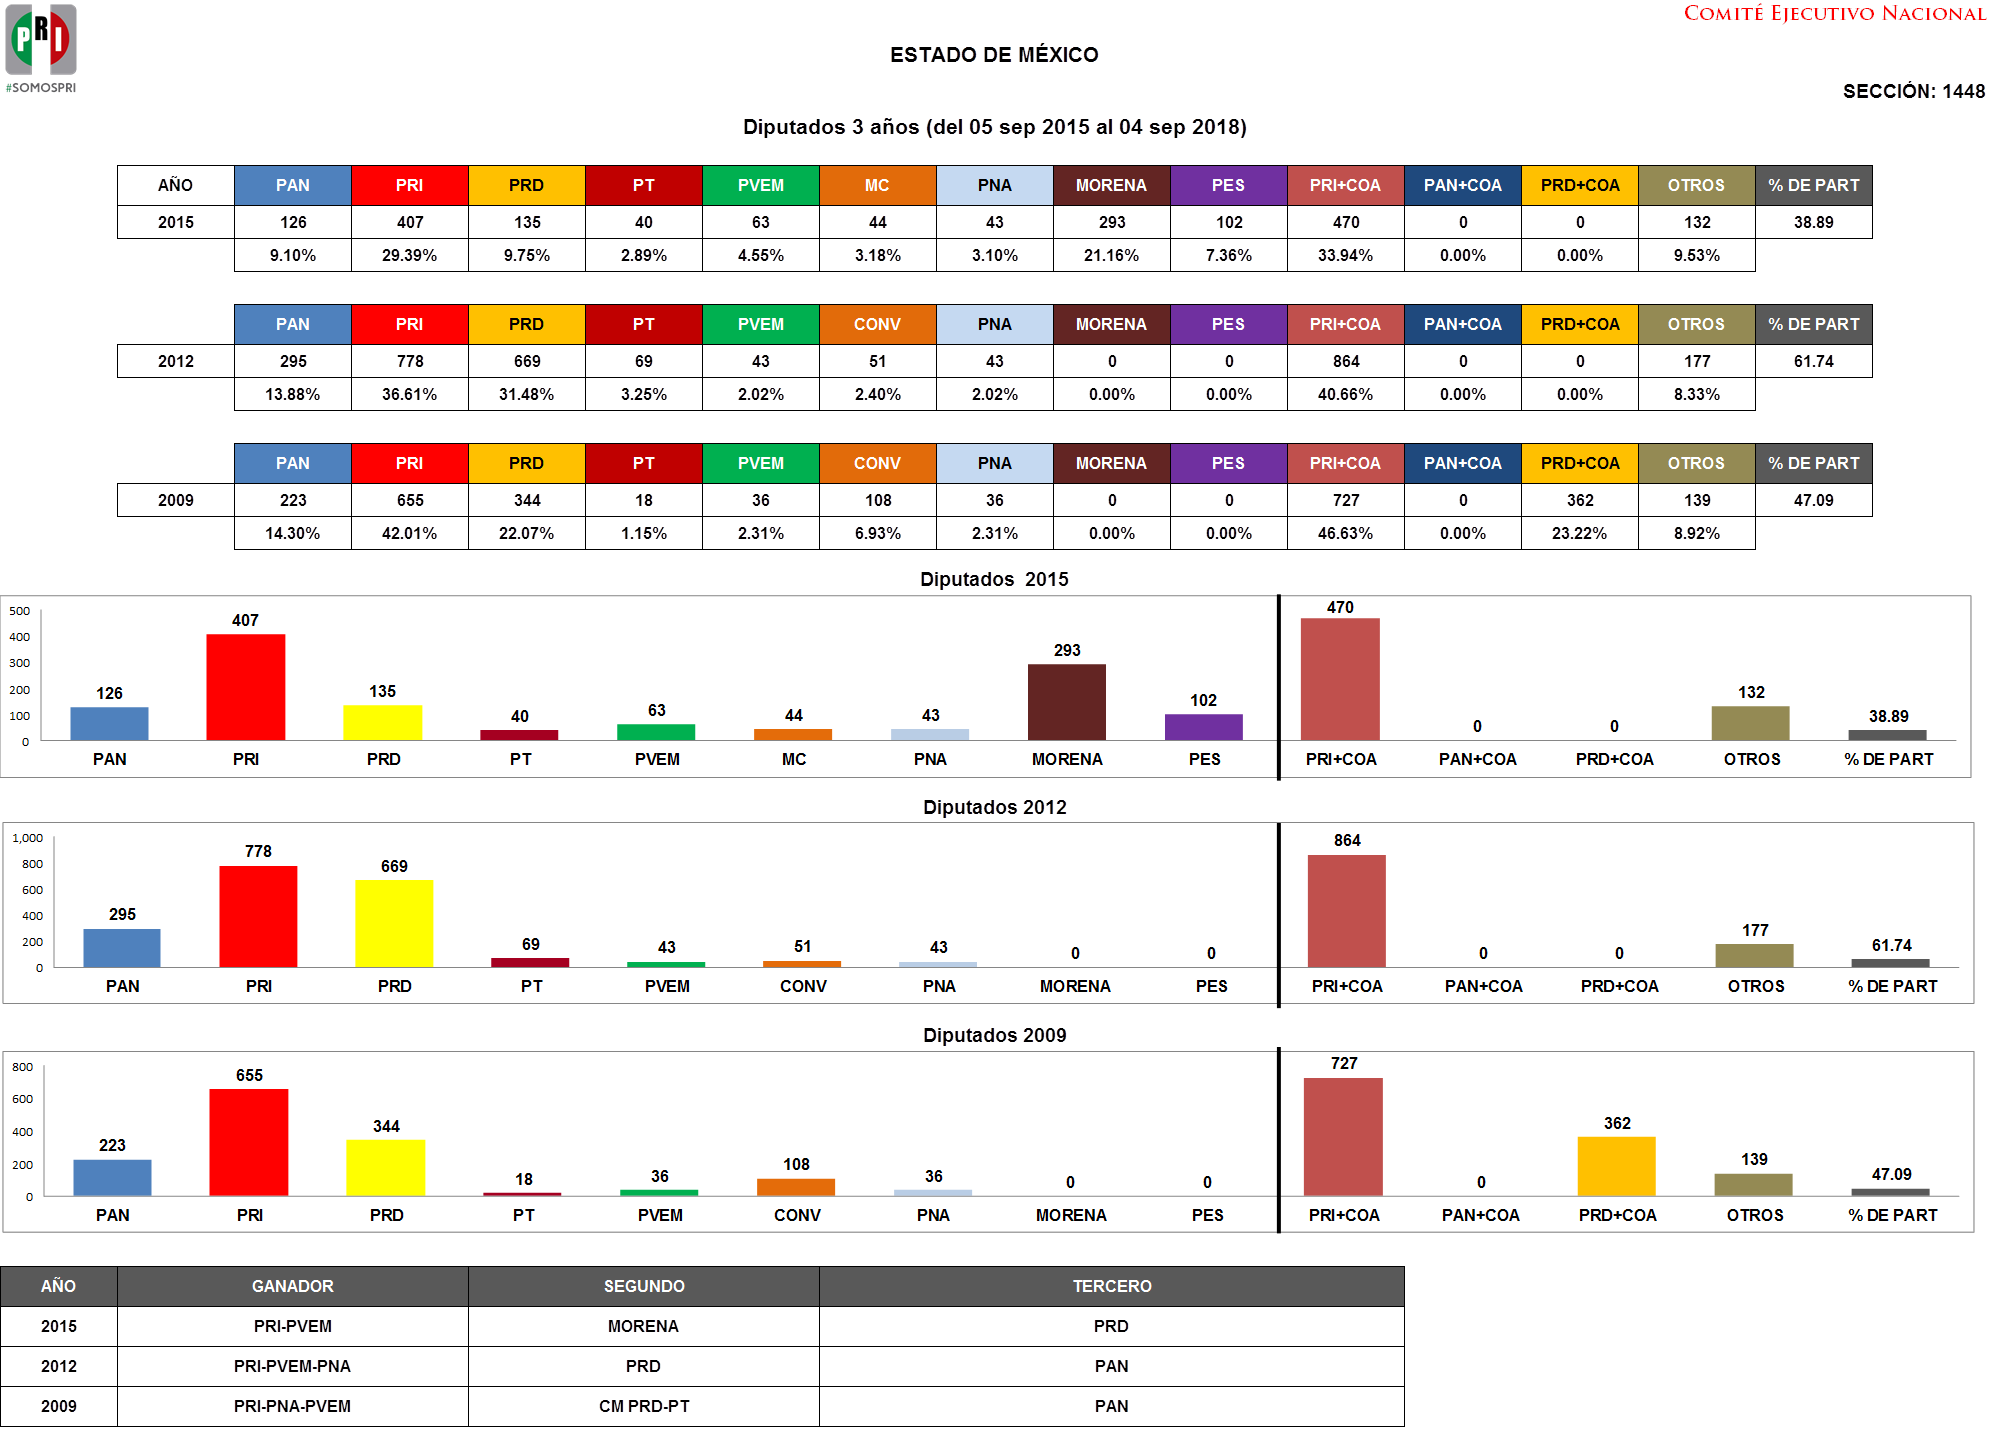 PRI
#SOMOSPRI
COMITÉ EJECUTIVO NACIONAL
ESTADO DE MÉXICO
SECCIÓN: 1448
Diputados 3 años (del 05 sep 2015 al 04 sep 2018)
AÑO PAN PRI PRD PT PVEM MC PNA MORENA PES PRI+COA PAN+COA PRD+COA OTROS % DE PART
2015 126 407 135 40 63 44 43 293 102 470 0 0 132 38.89
9.10% 29.39% 9.75% 2.89% 4.55% 3.18% 3.10% 21.16% 7.36% 33.94% 0.00% 0.00% 9.53%
PAN PRI PRD PT PVEM CONV PNA MORENA PES PRI+COA PAN+COA PRD+COA OTROS % DE PART
2012 295 778 669 69 43 51 43 0 0 864 0 0 177 61.74
13.88% 36.61% 31.48% 3.25% 2.02% 2.40% 2.02% 0.00% 0.00% 40.66% 0.00% 0.00% 8.33%
PAN PRI PRD PT PVEM CONV PNA MORENA PES PRI+COA PAN+COA PRD+COA OTROS % DE PART
2009 223 655 344 18 36 108 36 0 0 727 0 362 139 47.09
14.30% 42.01% 22.07% 1.15% 2.31% 6.93% 2.31% 0.00% 0.00% 46.63% 0.00% 23.22% 8.92%
Diputados 2015
500
400
300
200
100
0
126 407 135 40 63 44 43 293 102 470 0 0 132 38.89
PAN PRI PRD PT PVEM MC PNA MORENA PES PRI+COA PAN+COA PRD+COA OTROS % DE PART
Diputados 2012
1,000
800
600
400
200
0
295 778 669 69 43 51 43 0 0 864 0 0 177 61.74
PAN PRI PRD PT PVEM CONV PNA MORENA PES PRI+COA PAN+COA PRD+COA OTROS % DE PART
Diputados 2009
800
600
400
200
0
223 655 344 18 36 108 36 0 0 727 0 362 139 47.09
PAN PRI PRD PT PVEM CONV PNA MORENA PES PRI+COA PAN+COA PRD+COA OTROS % DE PART
AÑO GANADOR SEGUNDO TERCERO
2015 PRI-PVEM MORENA PRD
2012 PRI-PVEM-PNA PRD PAN
2009 PRI-PNA-PVEM CM PRD-PT PAN